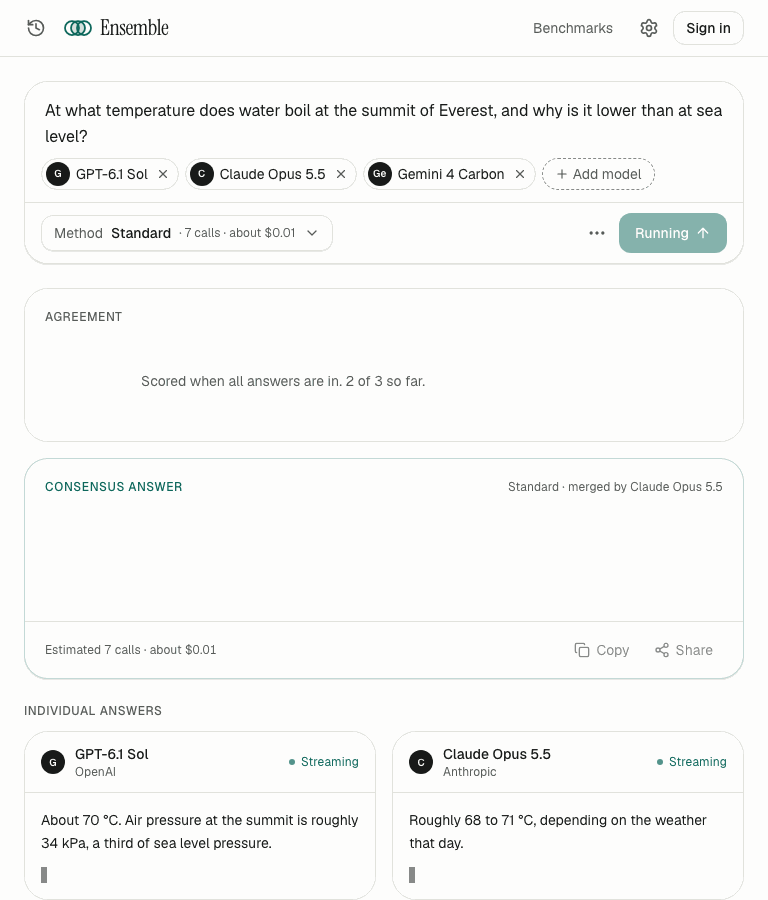 Ensemble
Benchmarks
Sign in
At what temperature does water boil at the summit of Everest, and why is it lower than at sea
level?
G GPT-6.1 Sol
C Claude Opus 5.5
Ge Gemini 4 Carbon
Add model
Method Standard · 7 calls · about $0.01
Running
AGREEMENT
Scored when all answers are in. 2 of 3 so far.
CONSENSUS ANSWER
Standard · merged by Claude Opus 5.5
Estimated 7 calls · about $0.01
Copy
Share
INDIVIDUAL ANSWERS
G
GPT-6.1 Sol
OpenAI
Streaming
About 70 °C. Air pressure at the summit is roughly
34 kPa, a third of sea level pressure.
C
Claude Opus 5.5
Anthropic
Streaming
Roughly 68 to 71 °C, depending on the weather
that day.